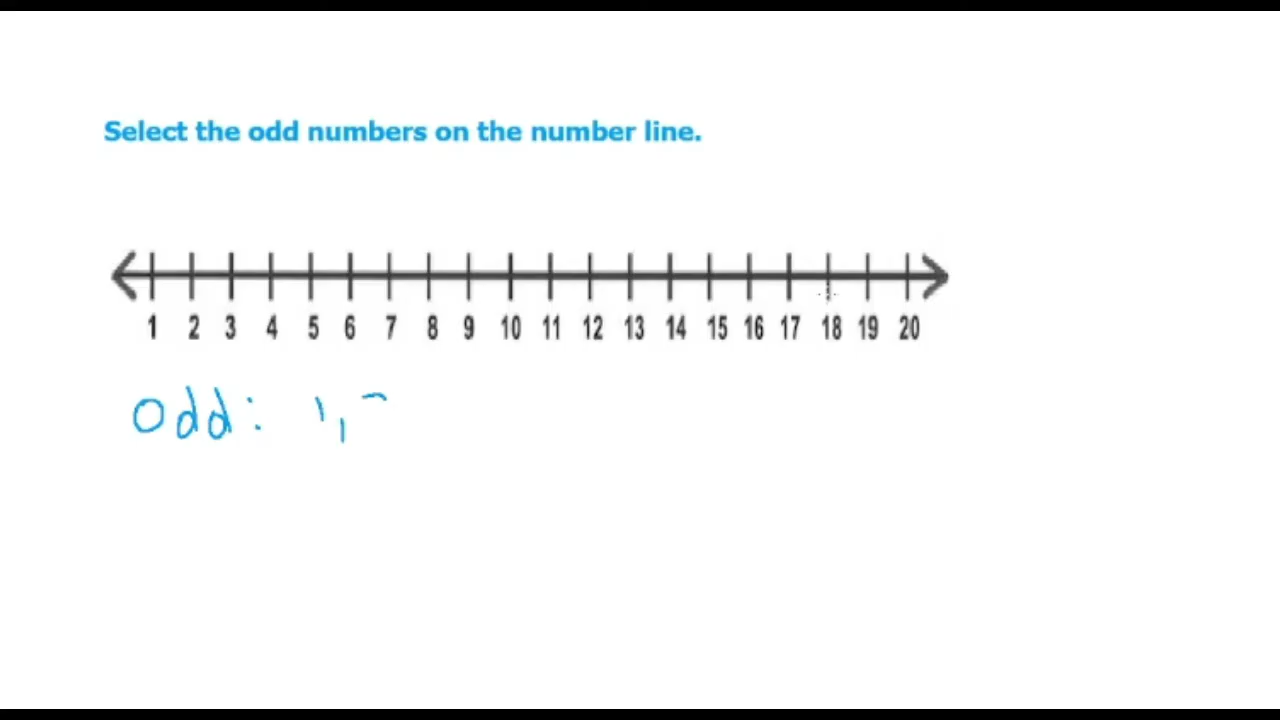 Select the odd numbers on the number line.
1 2 3 4 5 6 7 8 9 10 11 12 13 14 15 16 17 18 19 20
Odd: 1,